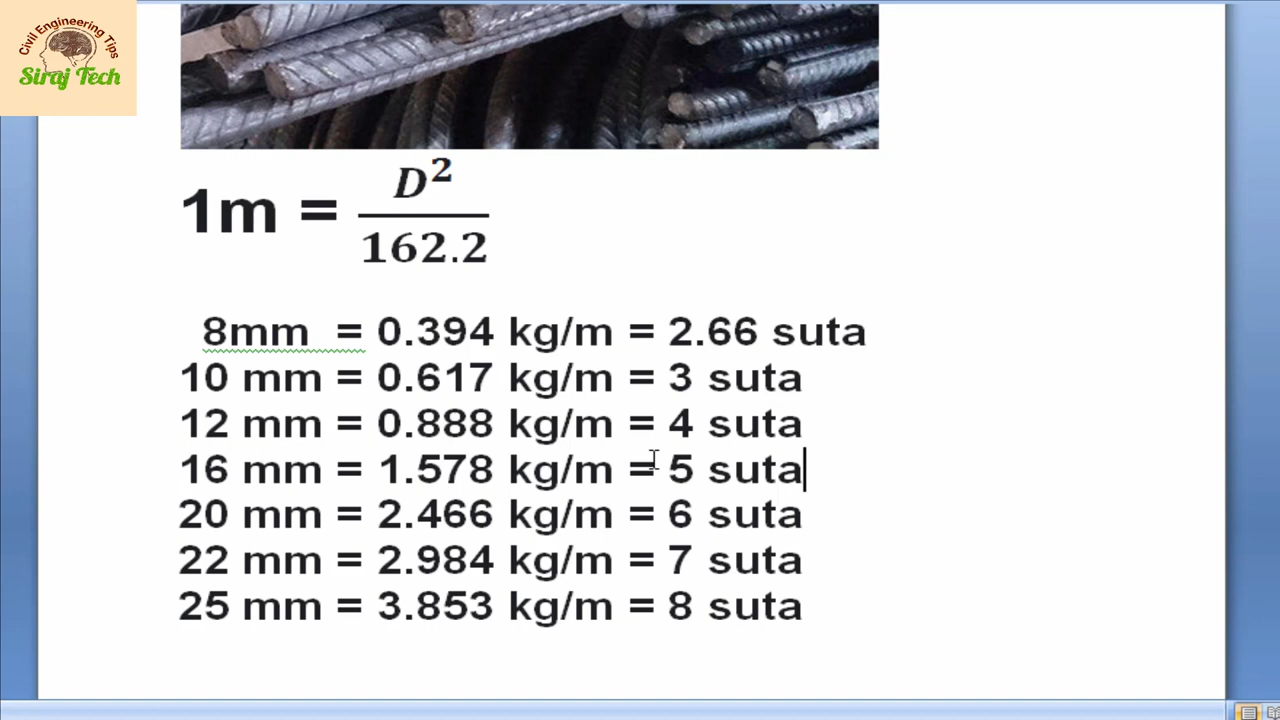 Civil Engineering Tips
Siraj Tech
1m = D²/162.2
8mm = 0.394 kg/m = 2.66 suta
10 mm = 0.617 kg/m = 3 suta
12 mm = 0.888 kg/m = 4 suta
16 mm = 1.578 kg/m = 5 suta
20 mm = 2.466 kg/m = 6 suta
22 mm = 2.984 kg/m = 7 suta
25 mm = 3.853 kg/m = 8 suta